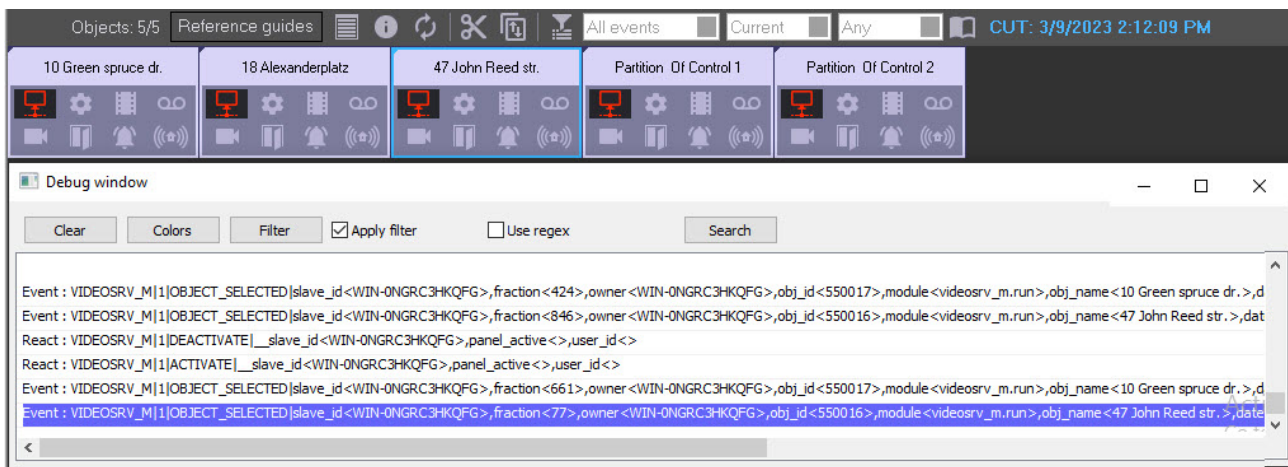 Objects: 5/5 Reference guides All events Current Any CUT: 3/9/2023 2:12:09 PM
10 Green spruce dr. 18 Alexanderplatz 47 John Reed str. Partition Of Control 1 Partition Of Control 2
Debug window
Clear Colors Filter Apply filter Use regex Search
Event : VIDEOSRV_M|1|OBJECT_SELECTED|slave_id<WIN-0NGRC3HKQFG>,fraction<424>,owner<WIN-0NGRC3HKQFG>,obj_id<550017>,module<videosrv_m.run>,obj_name<10 Green spruce dr.>,d
Event : VIDEOSRV_M|1|OBJECT_SELECTED|slave_id<WIN-0NGRC3HKQFG>,fraction<846>,owner<WIN-0NGRC3HKQFG>,obj_id<550016>,module<videosrv_m.run>,obj_name<47 John Reed str.>,dat
React : VIDEOSRV_M|1|DEACTIVATE|__slave_id<WIN-0NGRC3HKQFG>,panel_active<>,user_id<>
React : VIDEOSRV_M|1|ACTIVATE|__slave_id<WIN-0NGRC3HKQFG>,panel_active<>,user_id<>
Event : VIDEOSRV_M|1|OBJECT_SELECTED|slave_id<WIN-0NGRC3HKQFG>,fraction<661>,owner<WIN-0NGRC3HKQFG>,obj_id<550017>,module<videosrv_m.run>,obj_name<10 Green spruce dr.>,d
Event : VIDEOSRV_M|1|OBJECT_SELECTED|slave_id<WIN-0NGRC3HKQFG>,fraction<77>,owner<WIN-0NGRC3HKQFG>,obj_id<550016>,module<videosrv_m.run>,obj_name<47 John Reed str.>,date